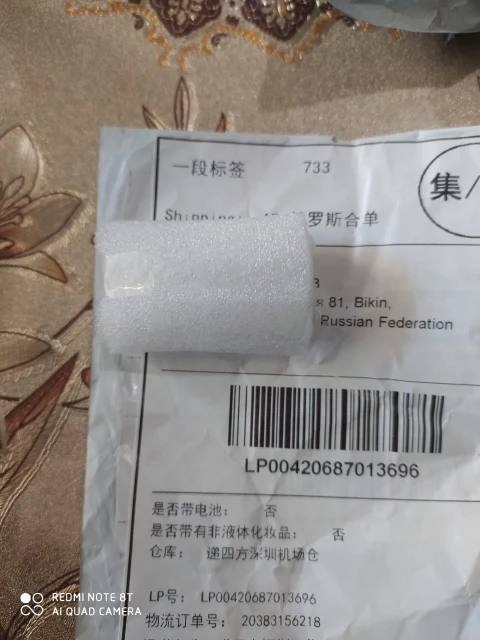 一段标签 733
集/
Shipping: 罗斯合单
81, Bikin,
Russian Federation
LP00420687013696
是否带电池: 否
是否带有非液体化妆品: 否
仓库: 递四方深圳机场仓
LP号: LP00420687013696
物流订单号: 20383156218
REDMI NOTE 8T
AI QUAD CAMERA